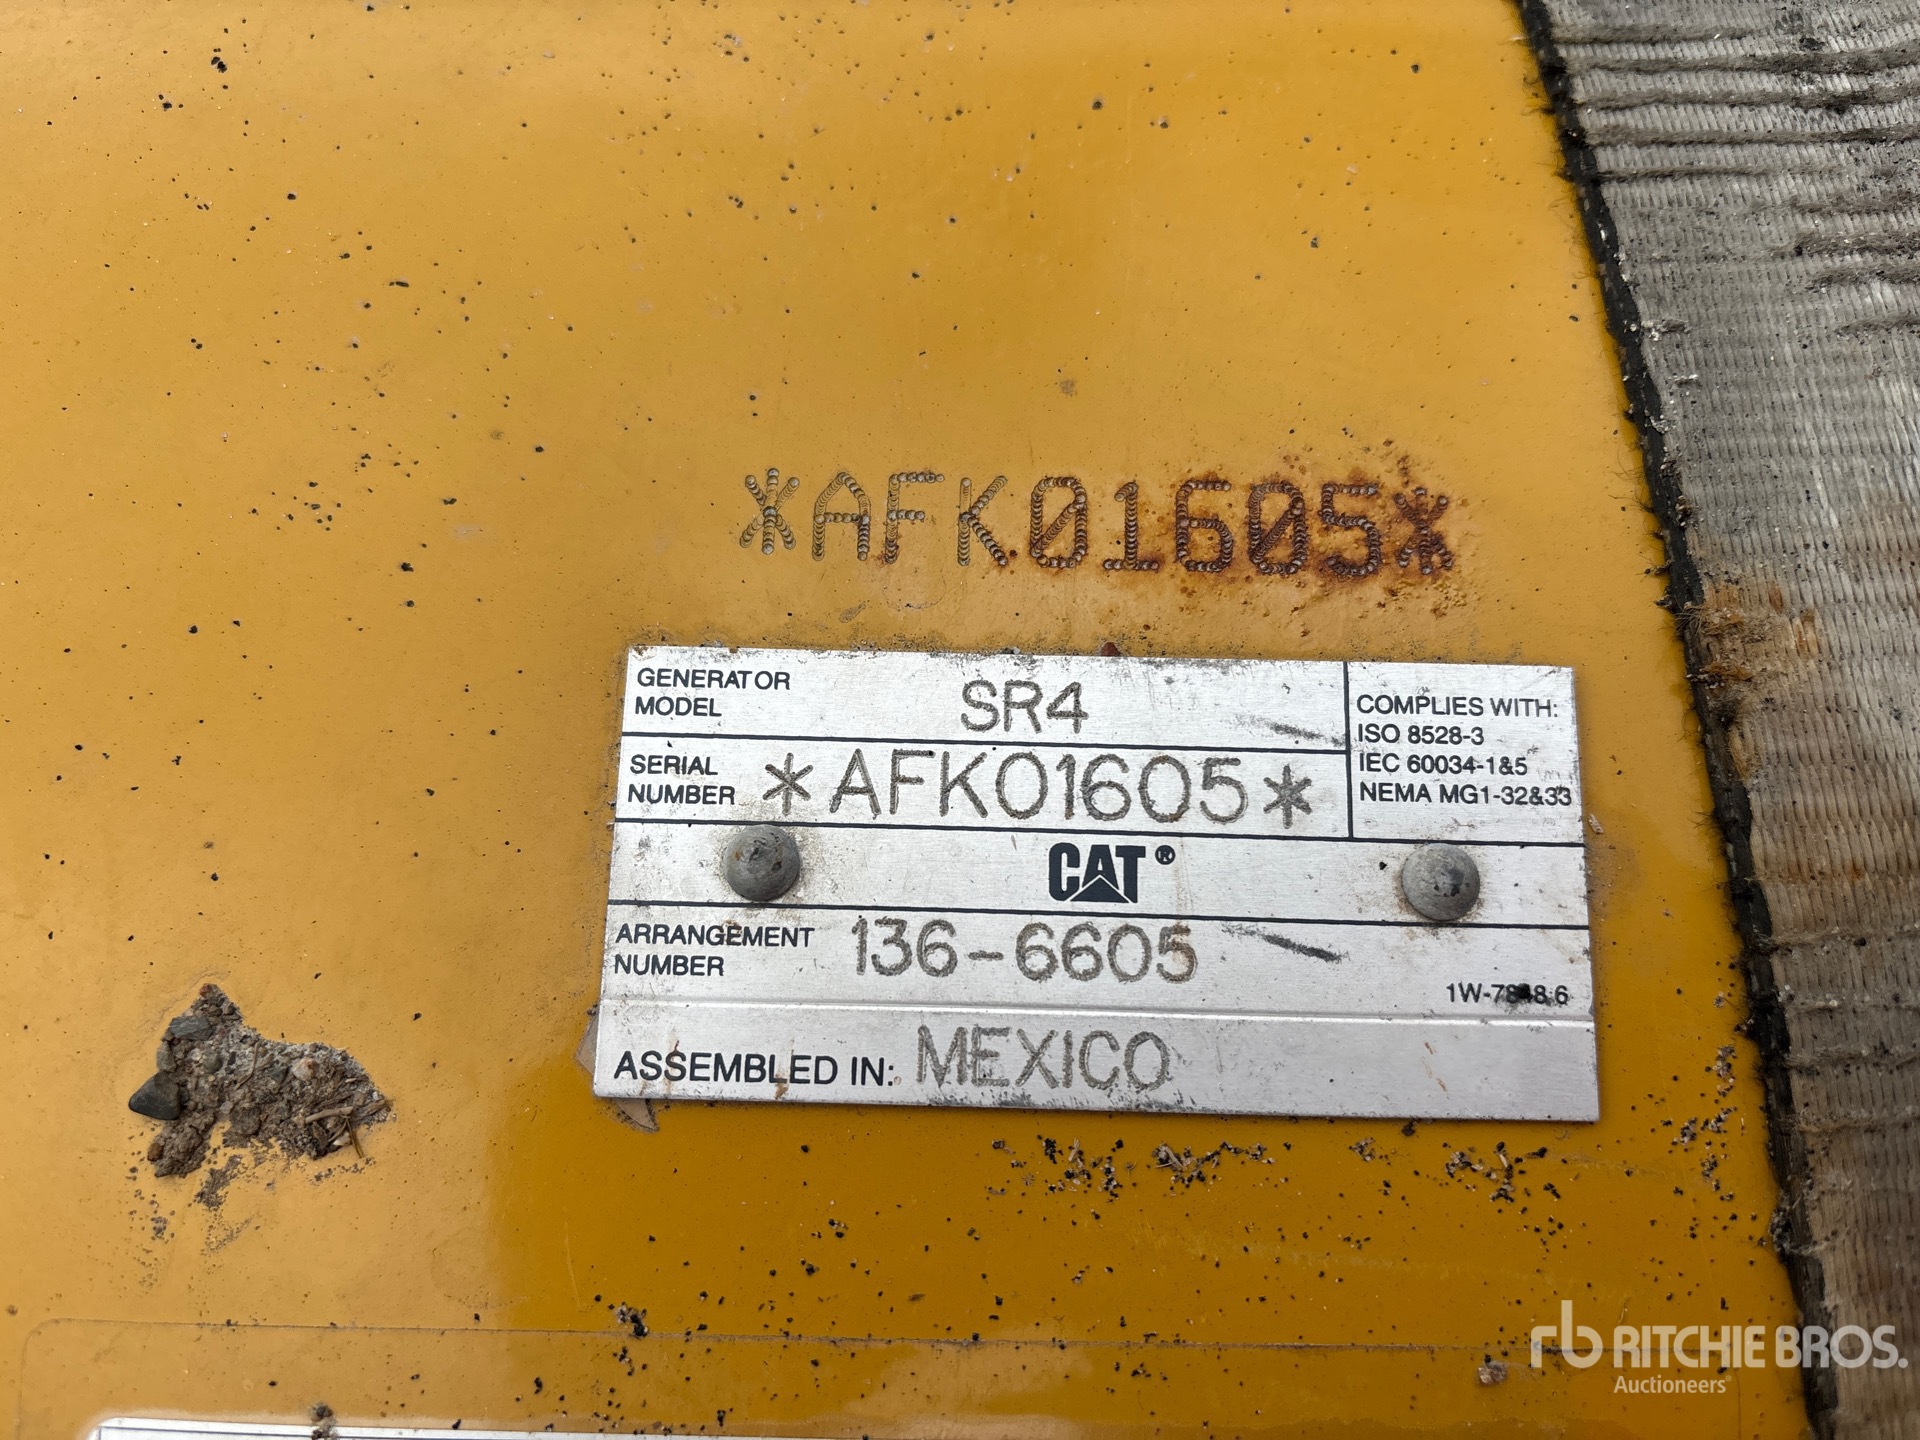 *AFK01605*
GENERATOR
MODEL
SR4
SERIAL
NUMBER
*AFK01605*
COMPLIES WITH:
ISO 8528-3
IEC 60034-1&5
NEMA MG1-32&33
CAT®
ARRANGEMENT
NUMBER
136-6605
ASSEMBLED IN: MEXICO
rb RITCHIE BROS.
Auctioneers